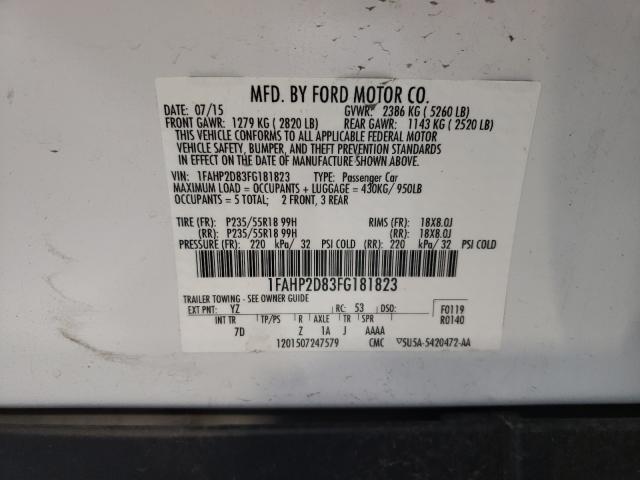 MFD. BY FORD MOTOR CO.
DATE: 07/15 GVWR: 2386 KG ( 5260 LB)
FRONT GAWR: 1279 KG ( 2820 LB) REAR GAWR: 1143 KG ( 2520 LB)
THIS VEHICLE CONFORMS TO ALL APPLICABLE FEDERAL MOTOR
VEHICLE SAFETY, BUMPER, AND THEFT PREVENTION STANDARDS
IN EFFECT ON THE DATE OF MANUFACTURE SHOWN ABOVE.
VIN: 1FAHP2D83FG181823 TYPE: Passenger Car
MAXIMUM LOAD = OCCUPANTS + LUGGAGE = 430KG/ 950LB
OCCUPANTS = 5 TOTAL: 2 FRONT, 3 REAR
TIRE (FR): P235/55R18 99H RIMS (FR): 18X8.0J
(RR): P235/55R18 99H (RR): 18X8.0J
PRESSURE (FR): 220 kPa/ 32 PSI COLD (RR): 220 kPa/ 32 PSI COLD
1FAHP2D83FG181823
TRAILER TOWING - SEE OWNER GUIDE
EXT PNT: YZ RC: 53 DSO: F0119
INT TR TP/PS R AXLE TR SPR R0140
7D Z 1A J AAAA
1201507247579 CMC 5U5A-5420472-AA